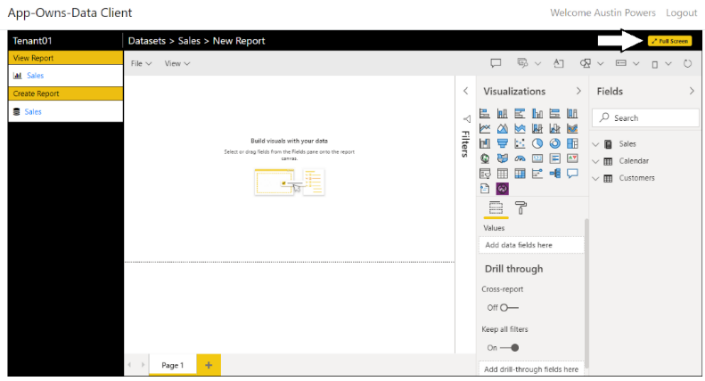 App-Owns-Data Client
Welcome Austin Powers Logout
Tenant01
Datasets > Sales > New Report
Full Screen
View Report
Sales
Create Report
Sales
File View
Filters
Build visuals with your data
Select or drag fields from the Fields pane onto the report
canvas.
Visualizations
Values
Add data fields here
Drill through
Cross-report
Off
Keep all filters
On
Add drill-through fields here
Fields
Search
Sales
Calendar
Customers
Page 1